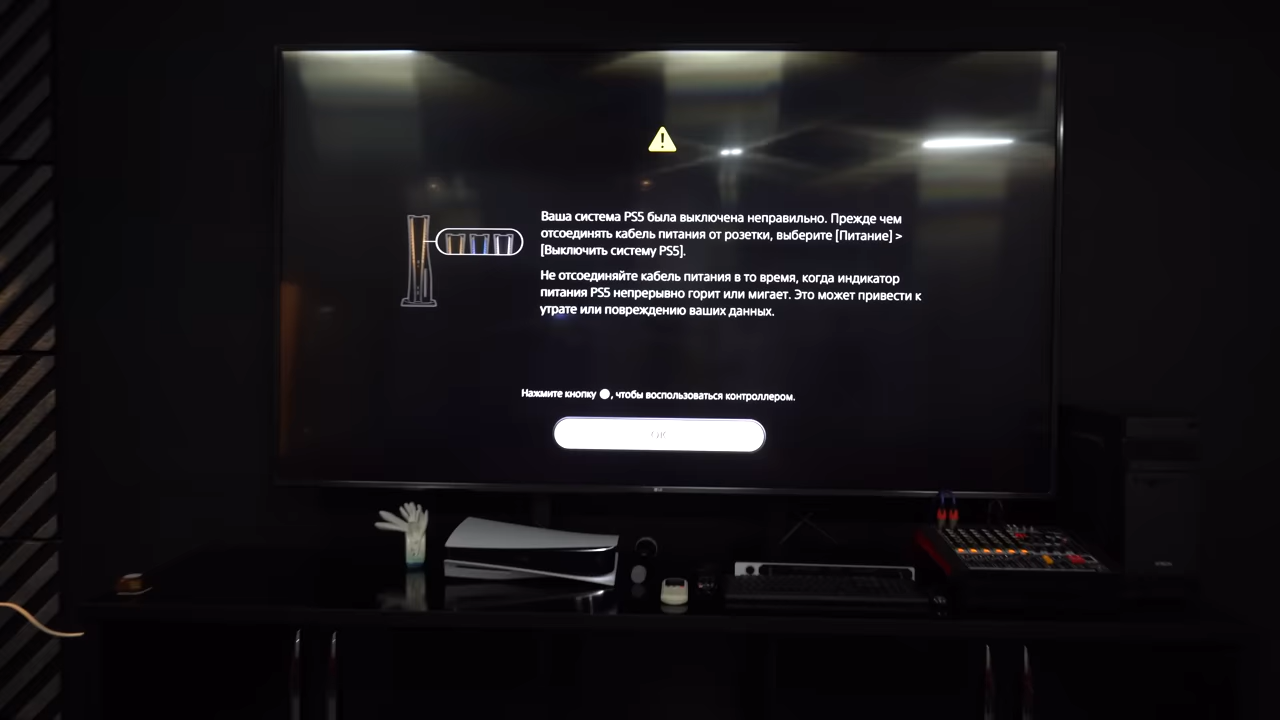 Ваша система PS5 была выключена неправильно. Прежде чем
отсоединять кабель питания от розетки, выберите [Питание] >
[Выключить систему PS5].
Не отсоединяйте кабель питания в то время, когда индикатор
питания PS5 непрерывно горит или мигает. Это может привести к
утрате или повреждению ваших данных.
Нажмите кнопку , чтобы воспользоваться контроллером.
OK
LG